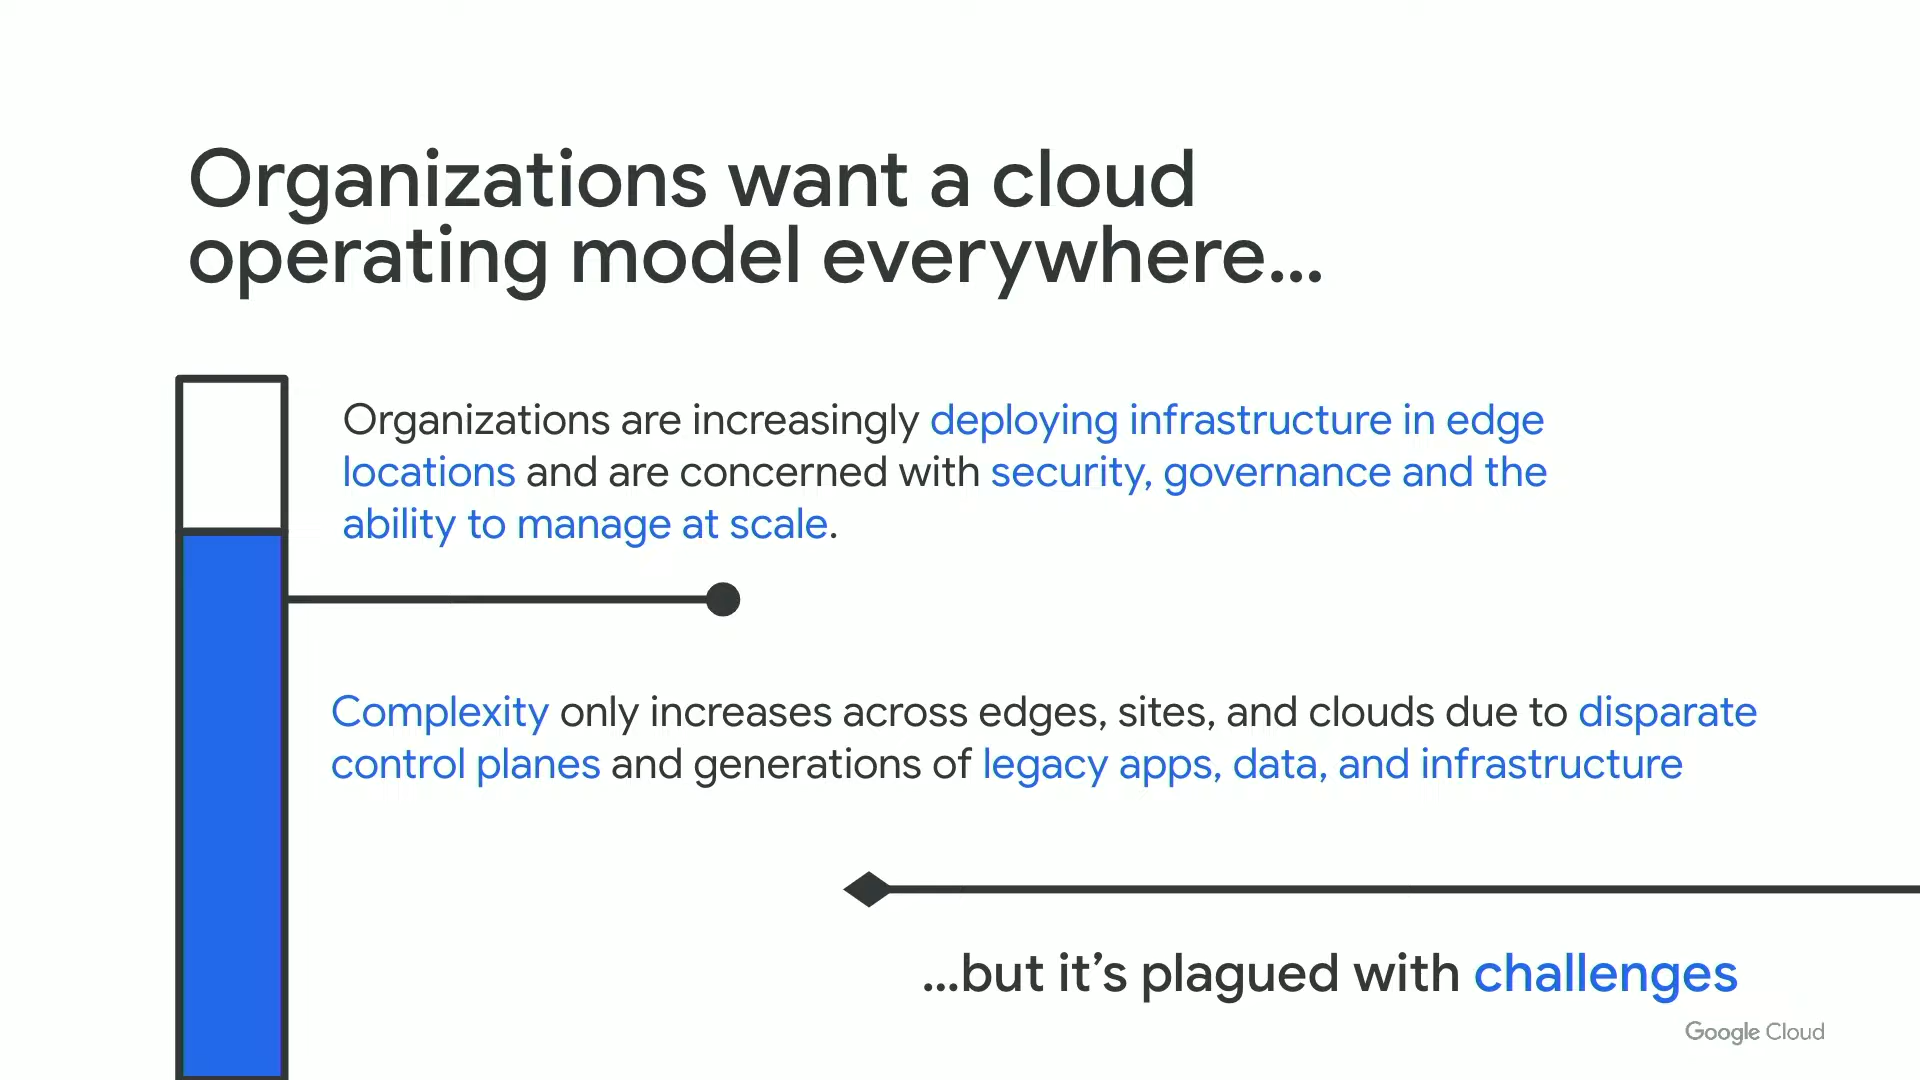 Organizations want a cloud
operating model everywhere...
Organizations are increasingly deploying infrastructure in edge
locations and are concerned with security, governance and the
ability to manage at scale.
Complexity only increases across edges, sites, and clouds due to disparate
control planes and generations of legacy apps, data, and infrastructure
...but it’s plagued with challenges
Google Cloud